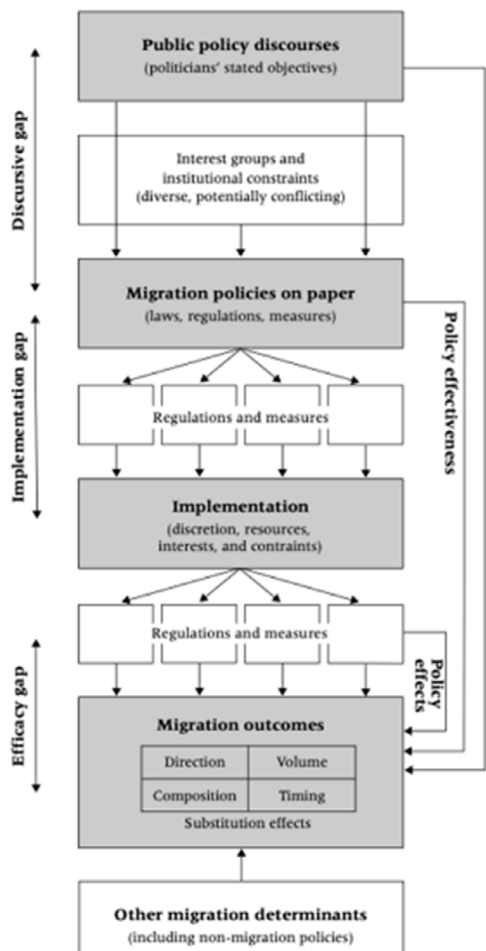 Public policy discourses
(politicians' stated objectives)
Discursive gap
Interest groups and
institutional constraints
(diverse, potentially conflicting)
Migration policies on paper
(laws, regulations, measures)
Implementation gap
Policy effectiveness
Regulations and measures
Implementation
(discretion, resources,
interests, and contraints)
Regulations and measures
Policy
effects
Efficacy gap
Migration outcomes
Direction
Volume
Composition
Timing
Substitution effects
Other migration determinants
(including non-migration policies)